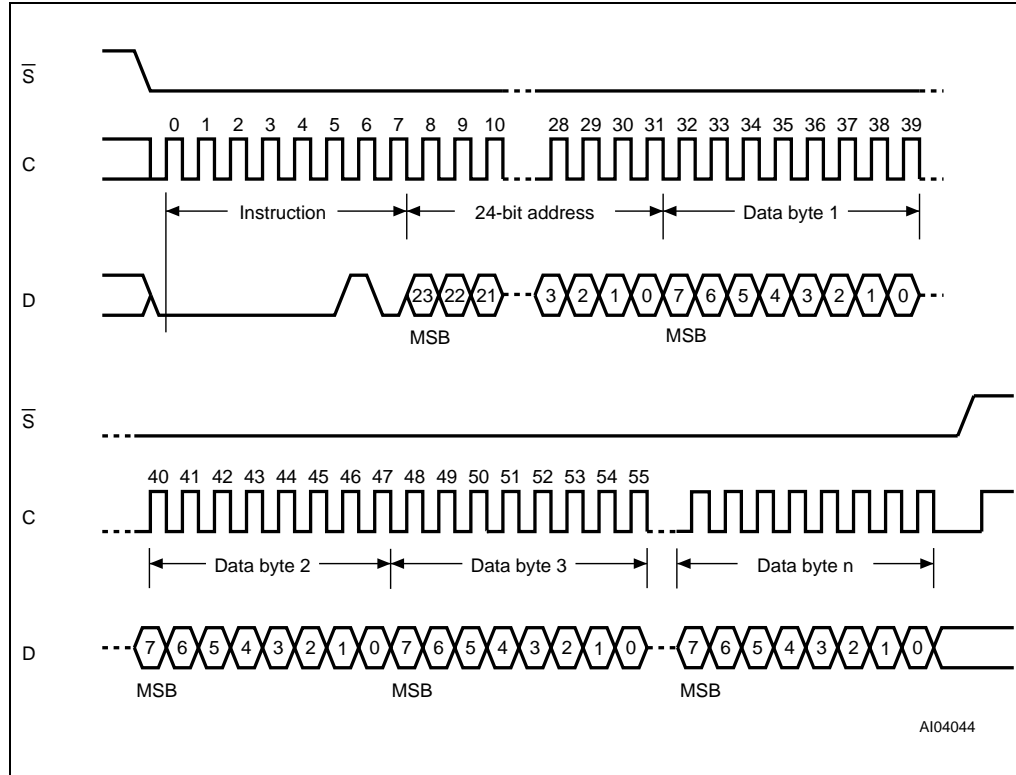 S
0 1 2 3 4 5 6 7 8 9 10 28 29 30 31 32 33 34 35 36 37 38 39
C
Instruction 24-bit address Data byte 1
D 23 22 21 3 2 1 0 7 6 5 4 3 2 1 0
MSB MSB
S
40 41 42 43 44 45 46 47 48 49 50 51 52 53 54 55
C
Data byte 2 Data byte 3 Data byte n
D 7 6 5 4 3 2 1 0 7 6 5 4 3 2 1 0 7 6 5 4 3 2 1 0
MSB MSB MSB
AI04044